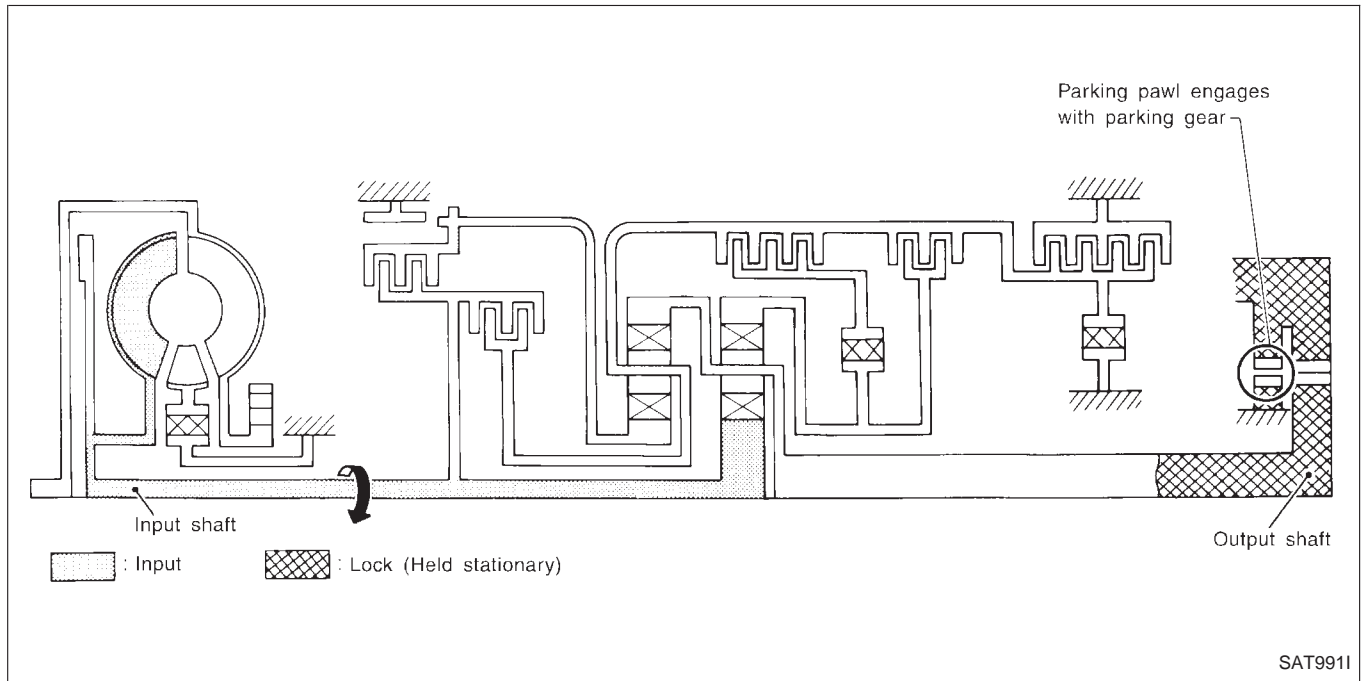 Parking pawl engages
with parking gear
Input shaft
Output shaft
: Input
: Lock (Held stationary)
SAT991I